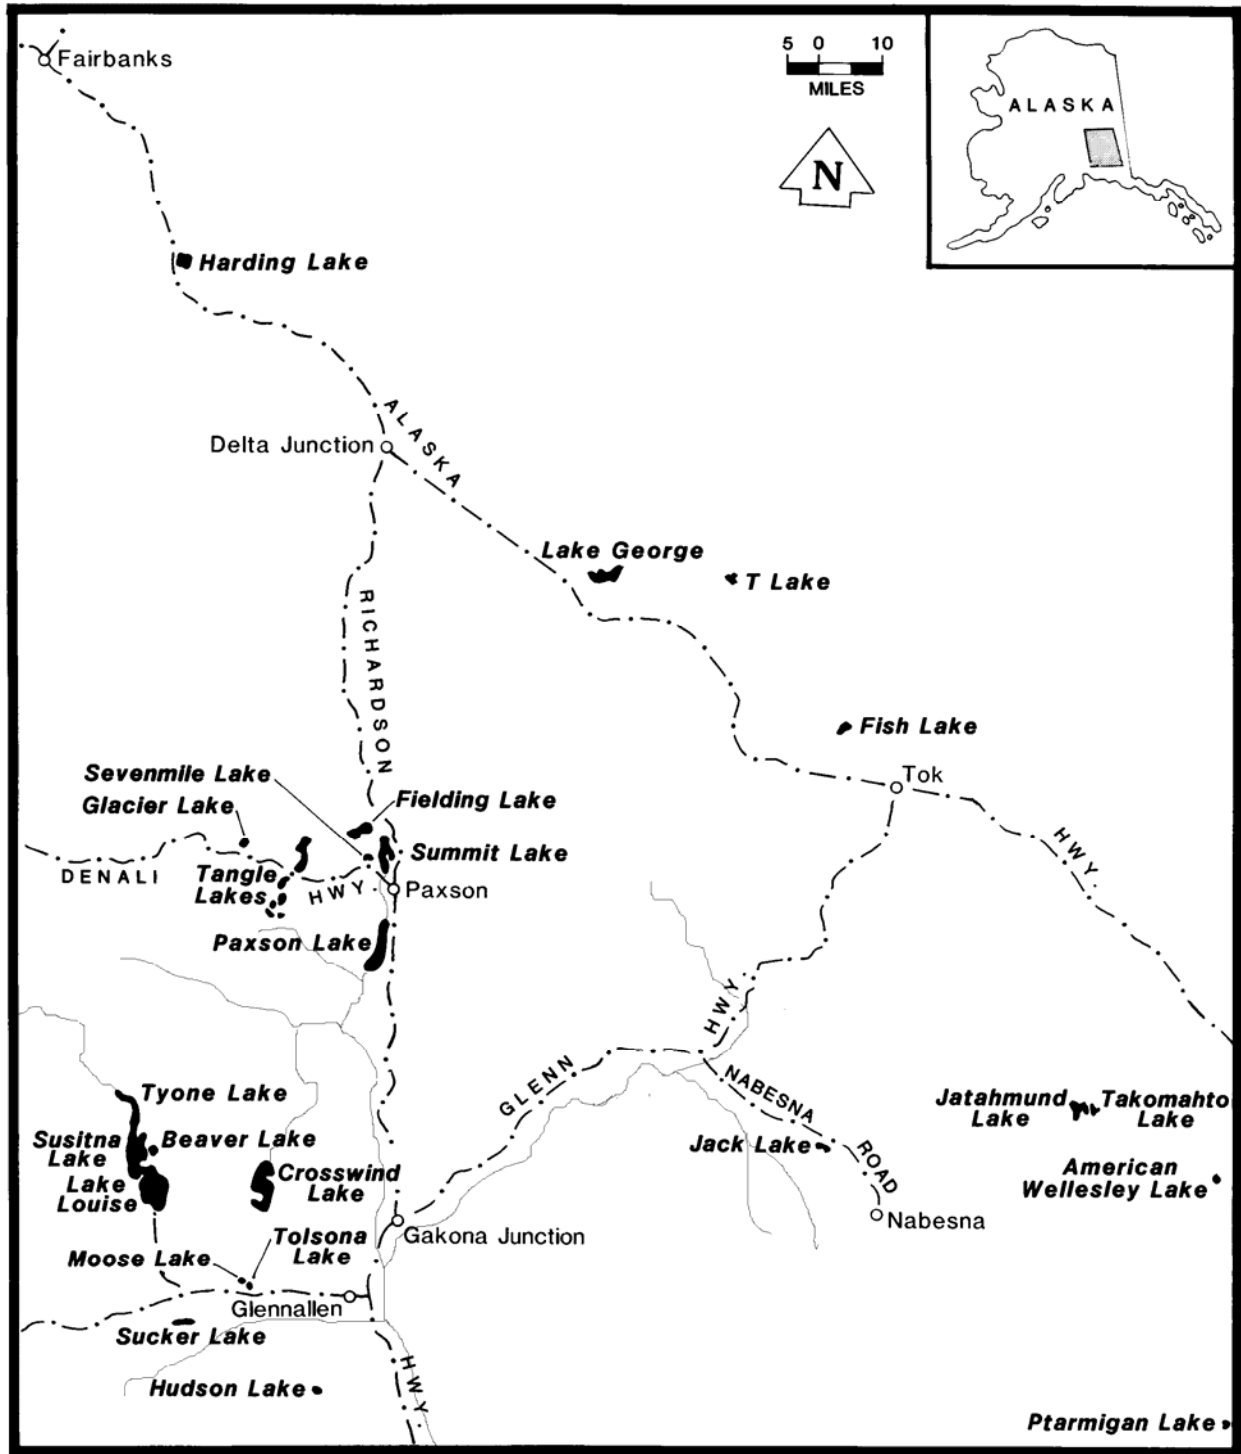 Fairbanks
5 0 10
MILES
N
ALASKA
Harding Lake
Delta Junction
ALASKA
Lake George
T Lake
RICHARDSON
Fish Lake
Tok
Sevenmile Lake
Glacier Lake
Fielding Lake
Summit Lake
DENALI
Tangle
Lakes
HWY.
Paxson
HWY.
Paxson Lake
HWY.
GLENN
NABESNA
ROAD
Tyone Lake
Susitna
Lake
Beaver Lake
Lake
Louise
Crosswind
Lake
Jack Lake
Jatahmund
Lake
Takomahto
Lake
American
Wellesley Lake
Nabesna
Gakona Junction
Tolsona
Lake
Moose Lake
Glennallen
Sucker Lake
Hudson Lake
HWY.
Ptarmigan Lake